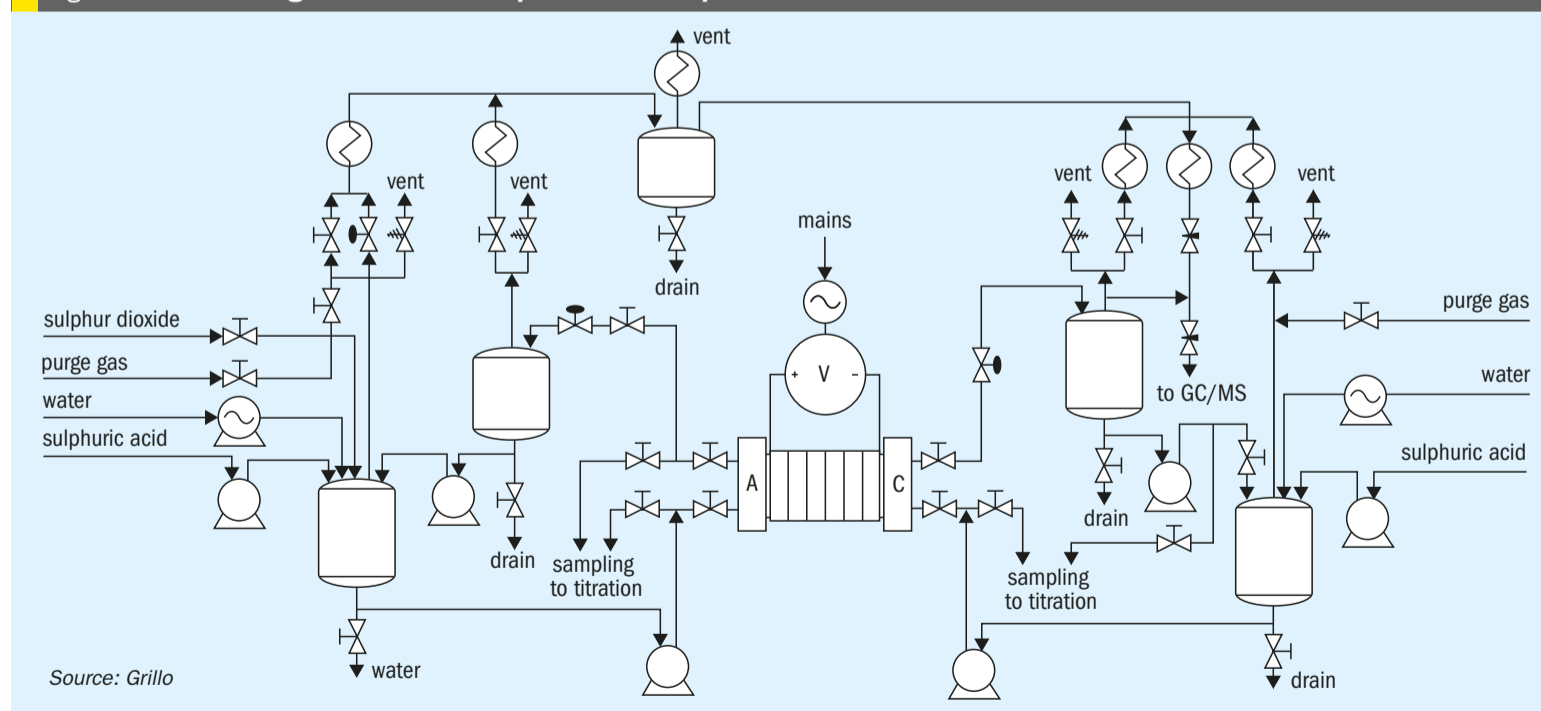 vent
vent
vent
vent
vent
mains
drain
sulphur dioxide
purge gas
purge gas
water
to GC/MS
water
+ V -
sulphuric acid
sulphuric acid
A
C
drain
drain
sampling
to titration
sampling
to titration
water
drain
Source: Grillo